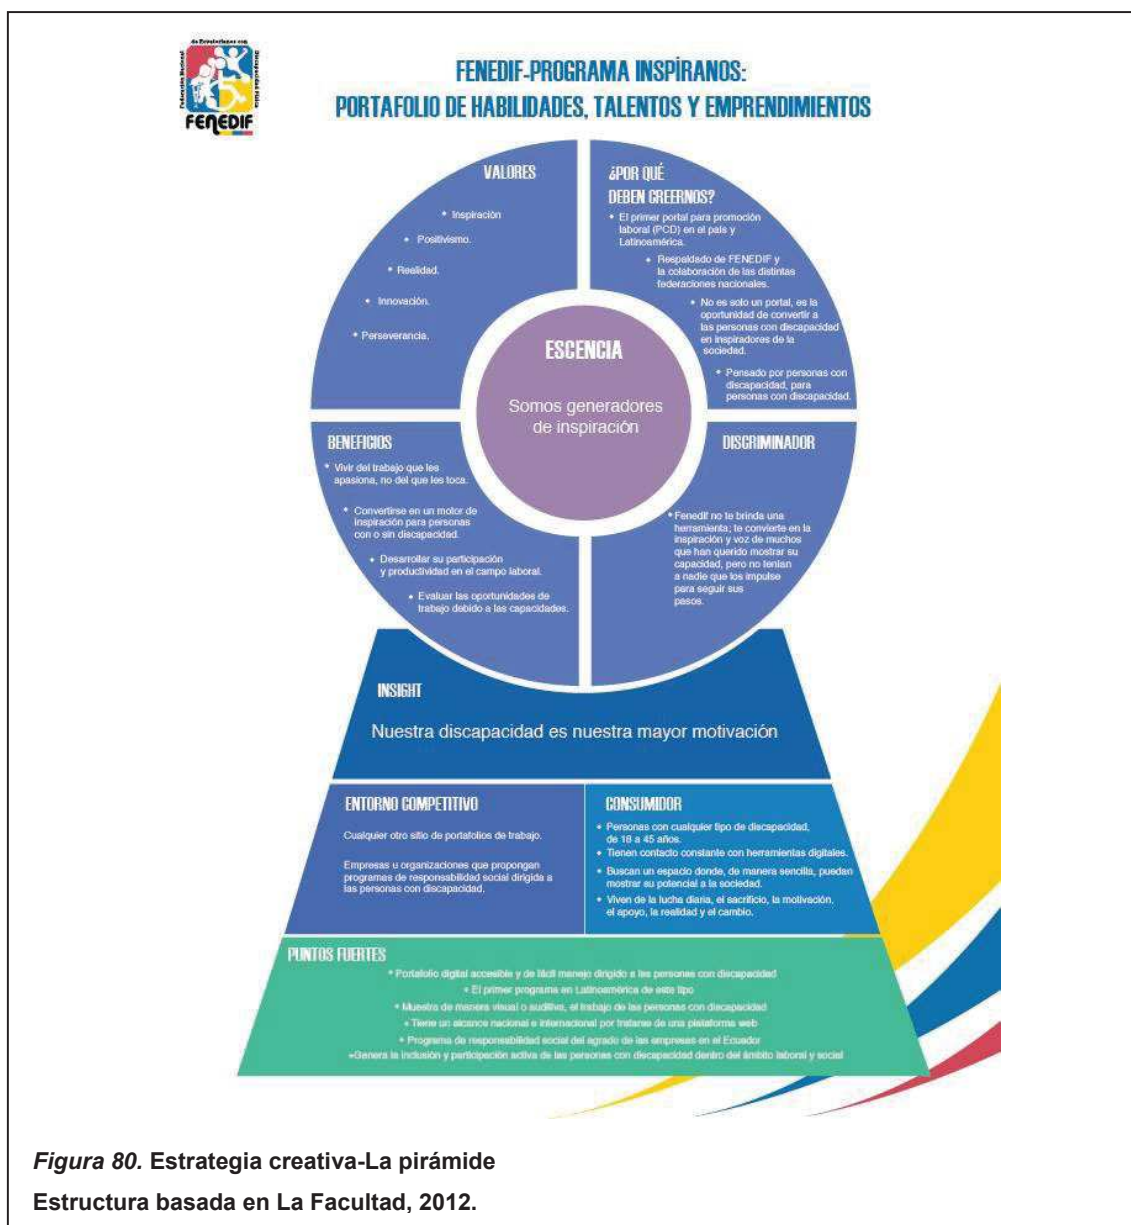 de Ecuatorianos con
Federación Nacional
Discapacidad Física
FENEDIF
FENEDIF-PROGRAMA INSPÍRANOS:
PORTAFOLIO DE HABILIDADES, TALENTOS Y EMPRENDIMIENTOS
VALORES
• Inspiración
• Positivismo.
• Realidad.
• Innovación.
• Perseverancia.
¿POR QUÉ
DEBEN CREERNOS?
• El primer portal para promoción
laboral (PCD) en el país y
Latinoamérica.
• Respaldado de FENEDIF y
la colaboración de las distintas
federaciones nacionales.
• No es solo un portal, es la
oportunidad de convertir a
las personas con discapacidad
en inspiradores de la
sociedad.
• Pensado por personas con
discapacidad, para
personas con discapacidad.
ESCENCIA
Somos generadores
de inspiración
BENEFICIOS
• Vivir del trabajo que les
apasiona, no del que les toca.
• Convertirse en un motor de
inspiración para personas
con o sin discapacidad.
• Desarrollar su participación
y productividad en el campo laboral.
• Evaluar las oportunidades de
trabajo debido a las capacidades.
DISCRIMINADOR
• Fenedif no te brinda una
herramienta; te convierte en la
inspiración y voz de muchos
que han querido mostrar su
capacidad, pero no tenían
a nadie que los impulse
para seguir sus
pasos.
INSIGHT
Nuestra discapacidad es nuestra mayor motivación
ENTORNO COMPETITIVO
Cualquier otro sitio de portafolios de trabajo.
Empresas u organizaciones que propongan
programas de responsabilidad social dirigida a
las personas con discapacidad.
CONSUMIDOR
• Personas con cualquier tipo de discapacidad,
de 18 a 45 años.
• Tienen contacto constante con herramientas digitales.
• Buscan un espacio donde, de manera sencilla, puedan
mostrar su potencial a la sociedad.
• Viven de la lucha diaria, el sacrificio, la motivación,
el apoyo, la realidad y el cambio.
PUNTOS FUERTES
• Portafolio digital accesible y de fácil manejo dirigido a las personas con discapacidad
• El primer programa en Latinoamérica de este tipo
• Muestra de manera visual o auditiva, el trabajo de las personas con discapacidad
• Tiene un alcance nacional e internacional por tratarse de una plataforma web
• Programa de responsabilidad social del agrado de las empresas en el Ecuador
•Genera la inclusión y participación activa de las personas con discapacidad dentro del ámbito laboral y social
Figura 80. Estrategia creativa-La pirámide
Estructura basada en La Facultad, 2012.